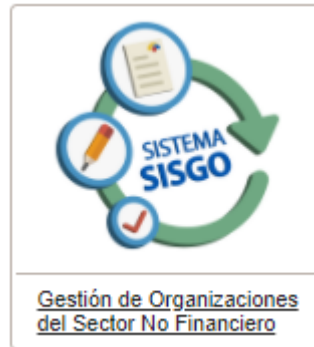 SISTEMA
SISGO
Gestión de Organizaciones
del Sector No Financiero